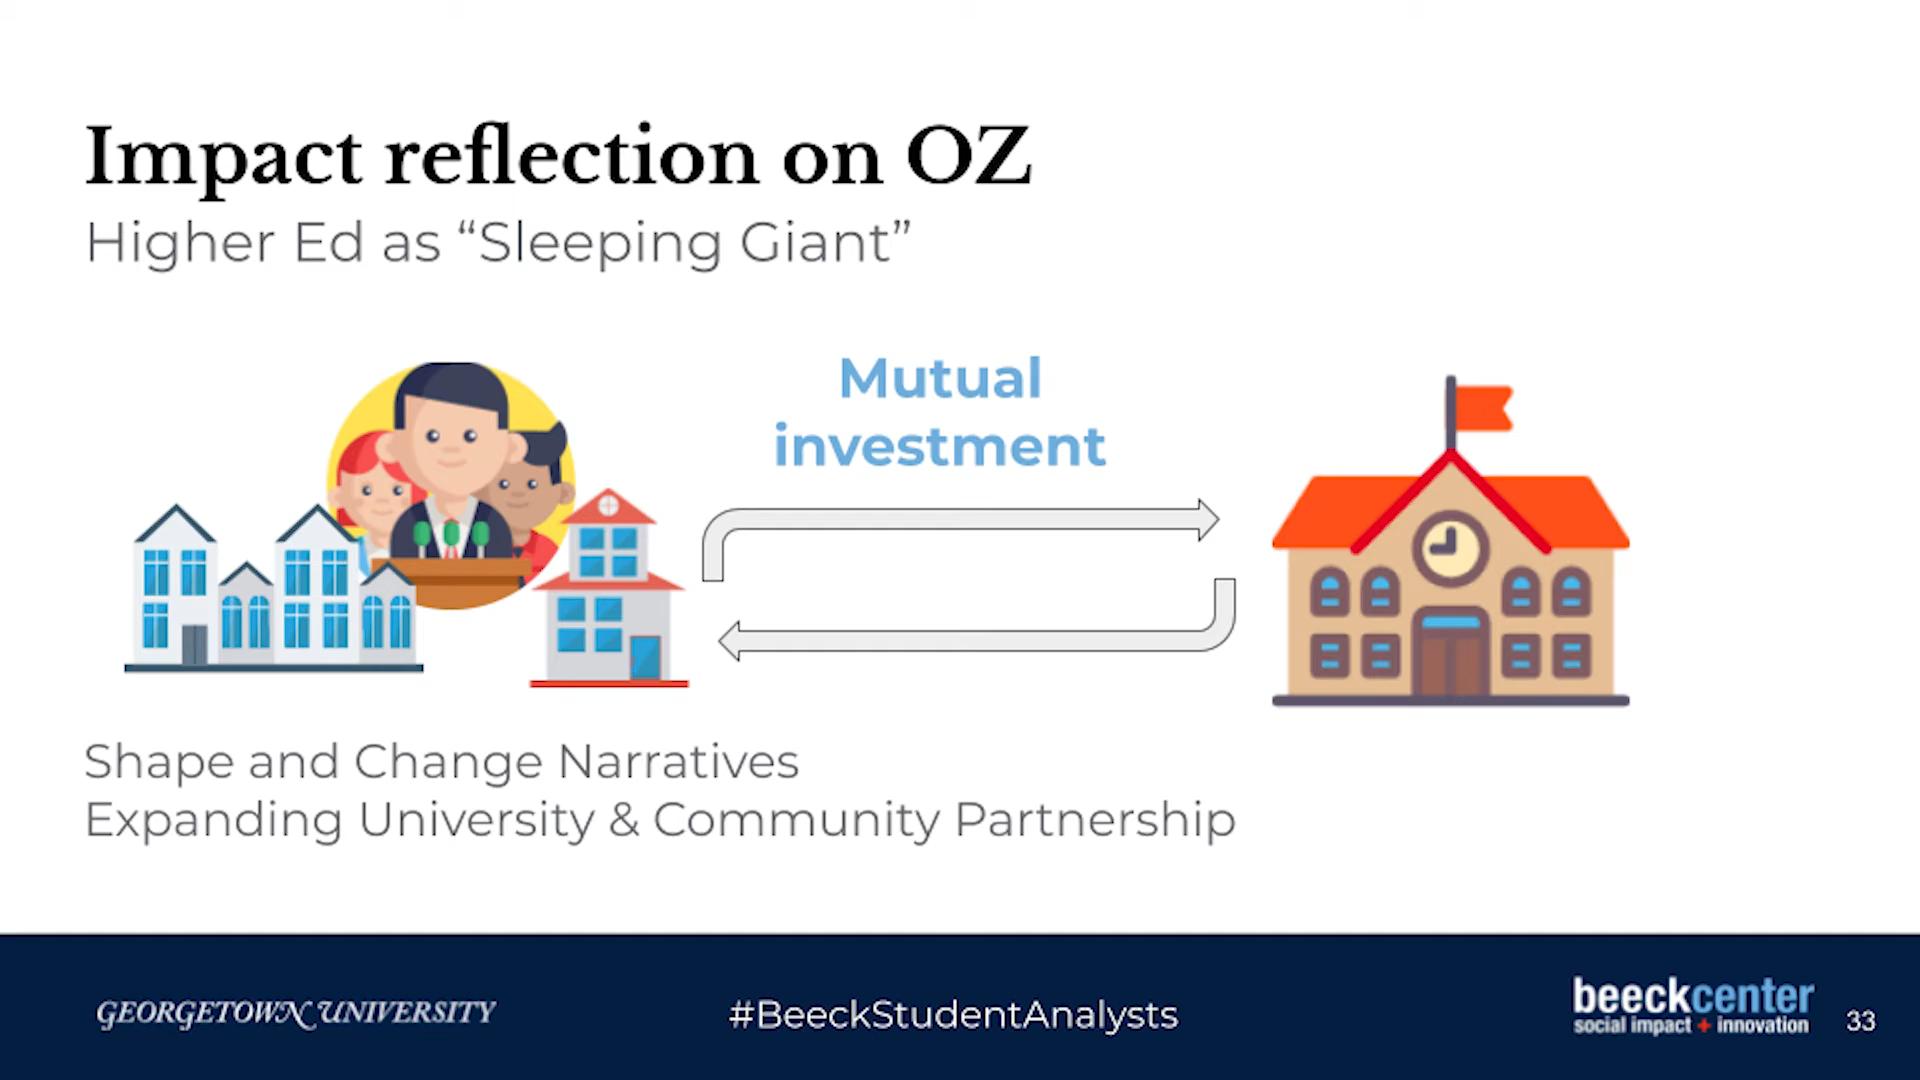 Impact reflection on OZ
Higher Ed as “Sleeping Giant”
Mutual
investment
Shape and Change Narratives
Expanding University & Community Partnership
GEORGETOWN UNIVERSITY
#BeeckStudentAnalysts
beeckcenter
social impact + innovation
33